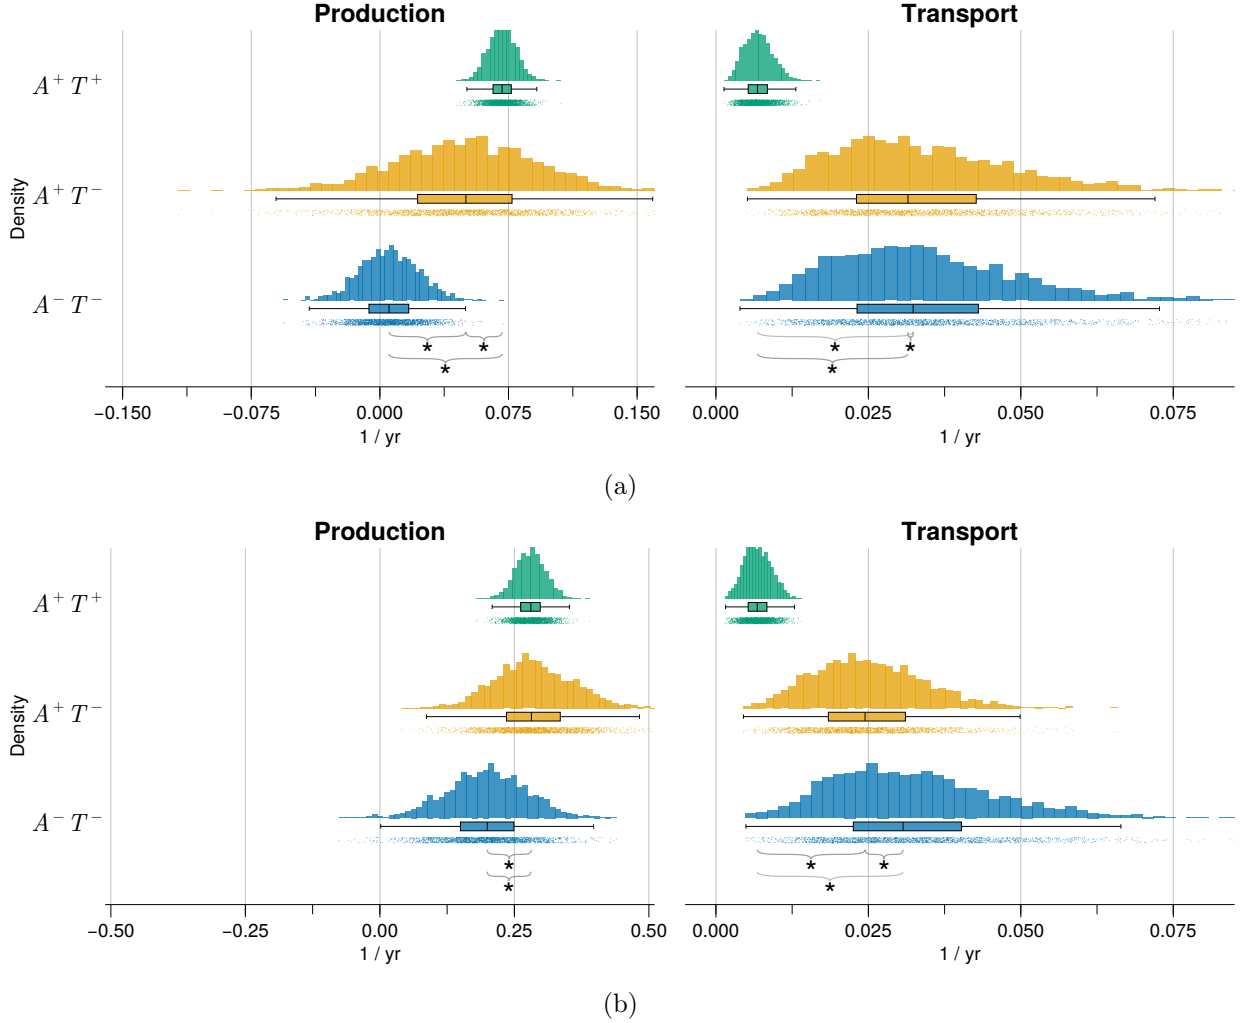 Production Transport
A⁺ T⁺
A⁺ T⁻
A⁻ T⁻
Density
* * * *
* *
−0.150 −0.075 0.000 0.075 0.150 0.000 0.025 0.050 0.075
1 / yr 1 / yr
(a)
Production Transport
A⁺ T⁺
A⁺ T⁻
A⁻ T⁻
Density
* * *
* *
−0.50 −0.25 0.00 0.25 0.50 0.000 0.025 0.050 0.075
1 / yr 1 / yr
(b)